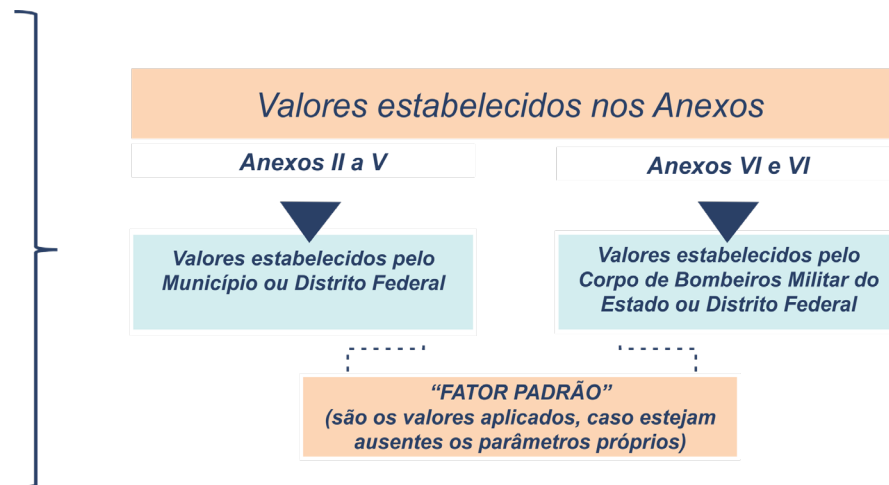 Valores estabelecidos nos Anexos
Anexos II a V
Anexos VI e VI
Valores estabelecidos pelo
Município ou Distrito Federal
Valores estabelecidos pelo
Corpo de Bombeiros Militar do
Estado ou Distrito Federal
“FATOR PADRÃO”
(são os valores aplicados, caso estejam
ausentes os parâmetros próprios)